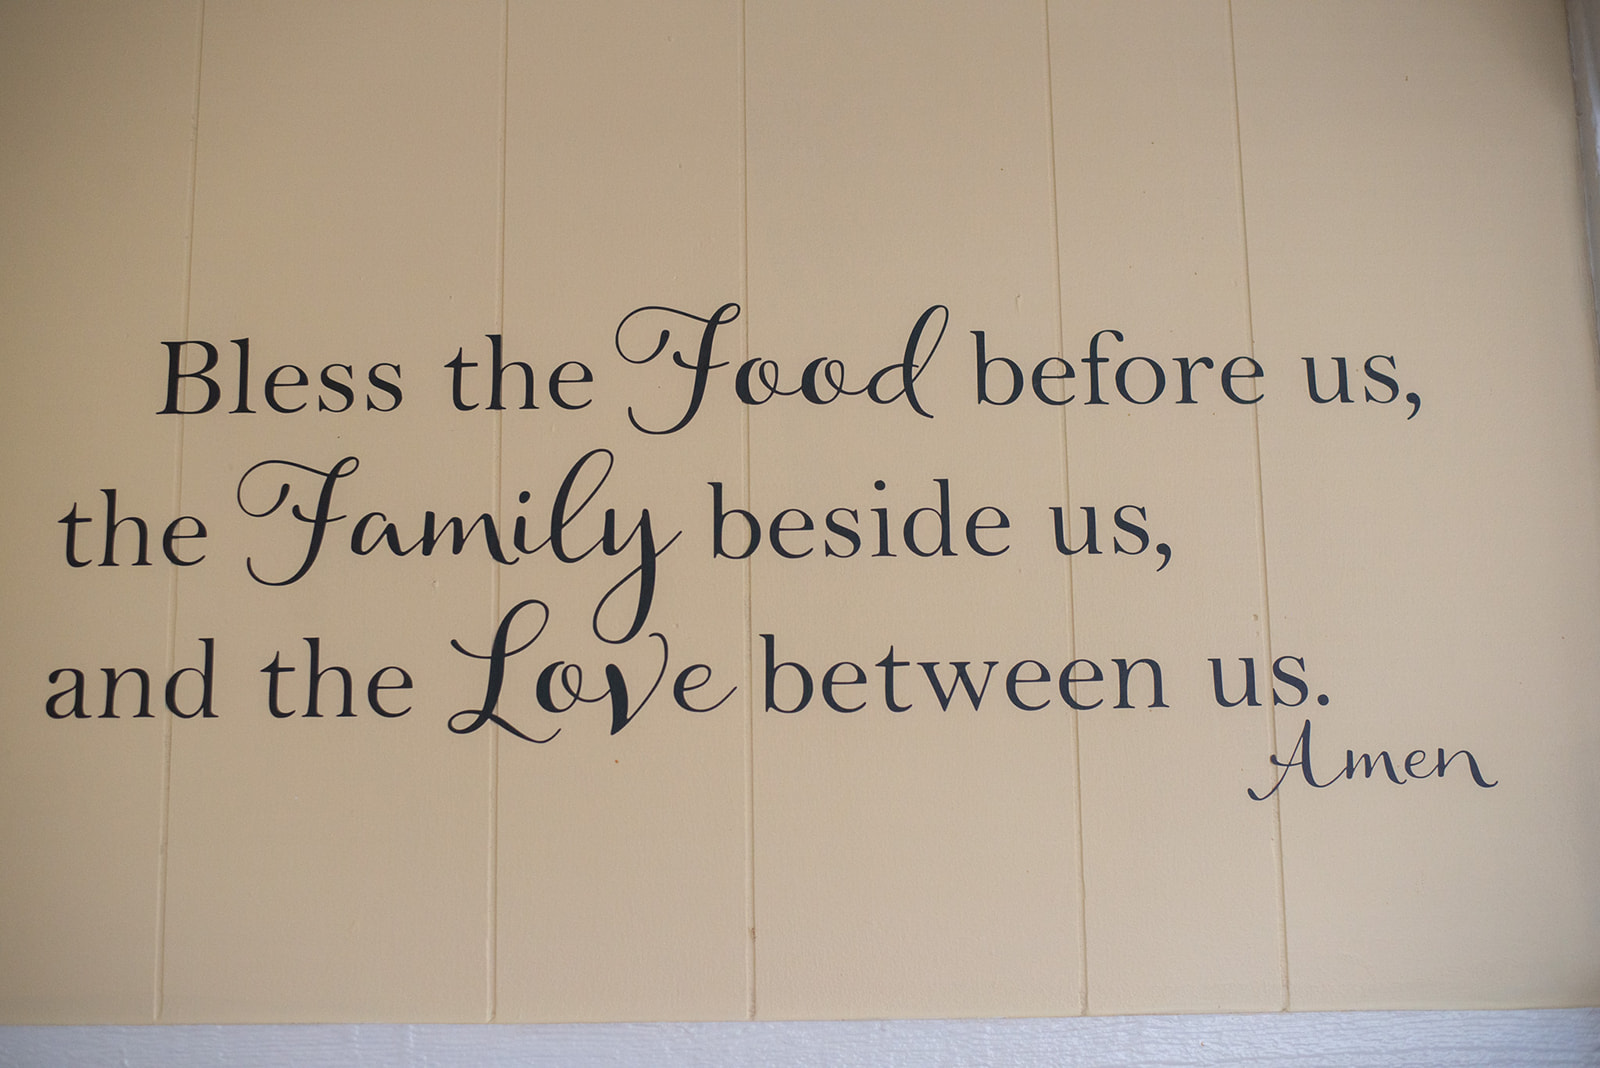 Bless the Food before us,
the Family beside us,
and the Love between us.
Amen